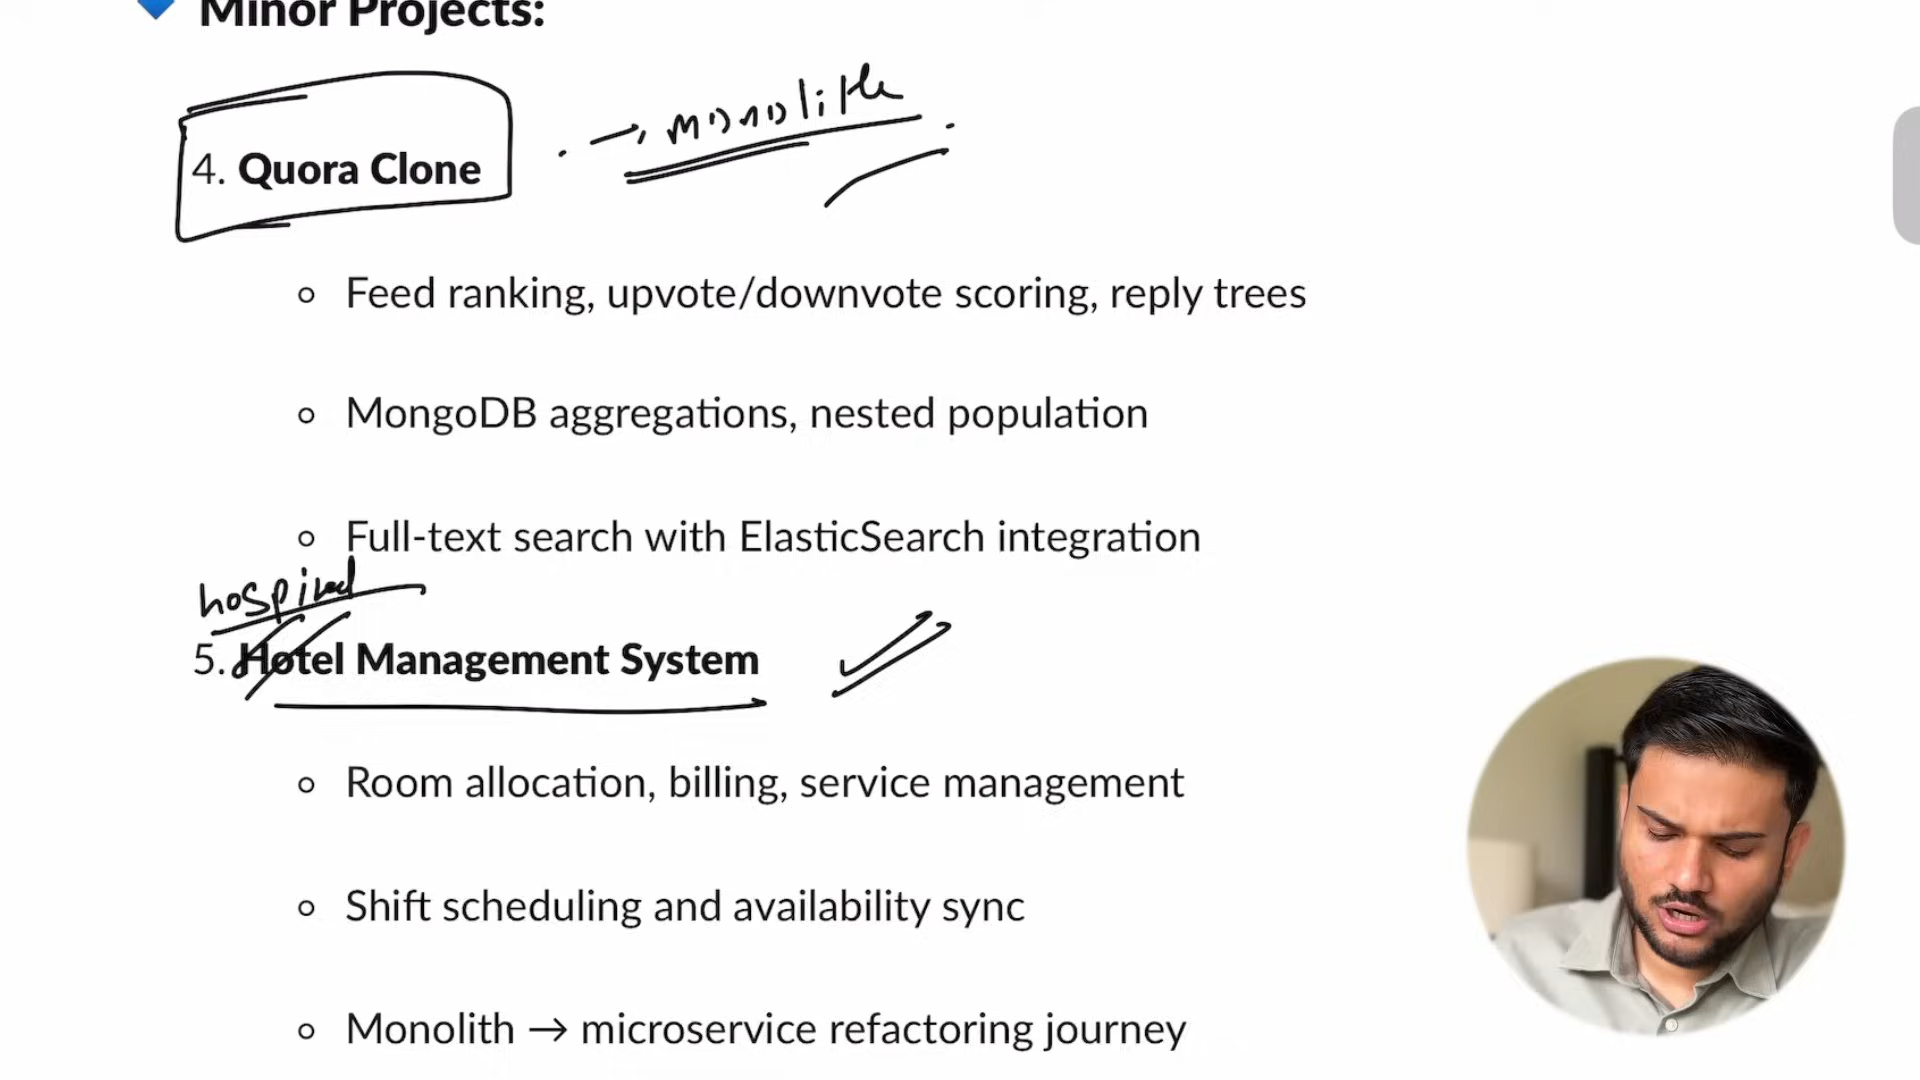 Minor Projects:
→ monolith
4. Quora Clone
Feed ranking, upvote/downvote scoring, reply trees
MongoDB aggregations, nested population
Full-text search with ElasticSearch integration
hospital
5. Hotel Management System
Room allocation, billing, service management
Shift scheduling and availability sync
Monolith → microservice refactoring journey